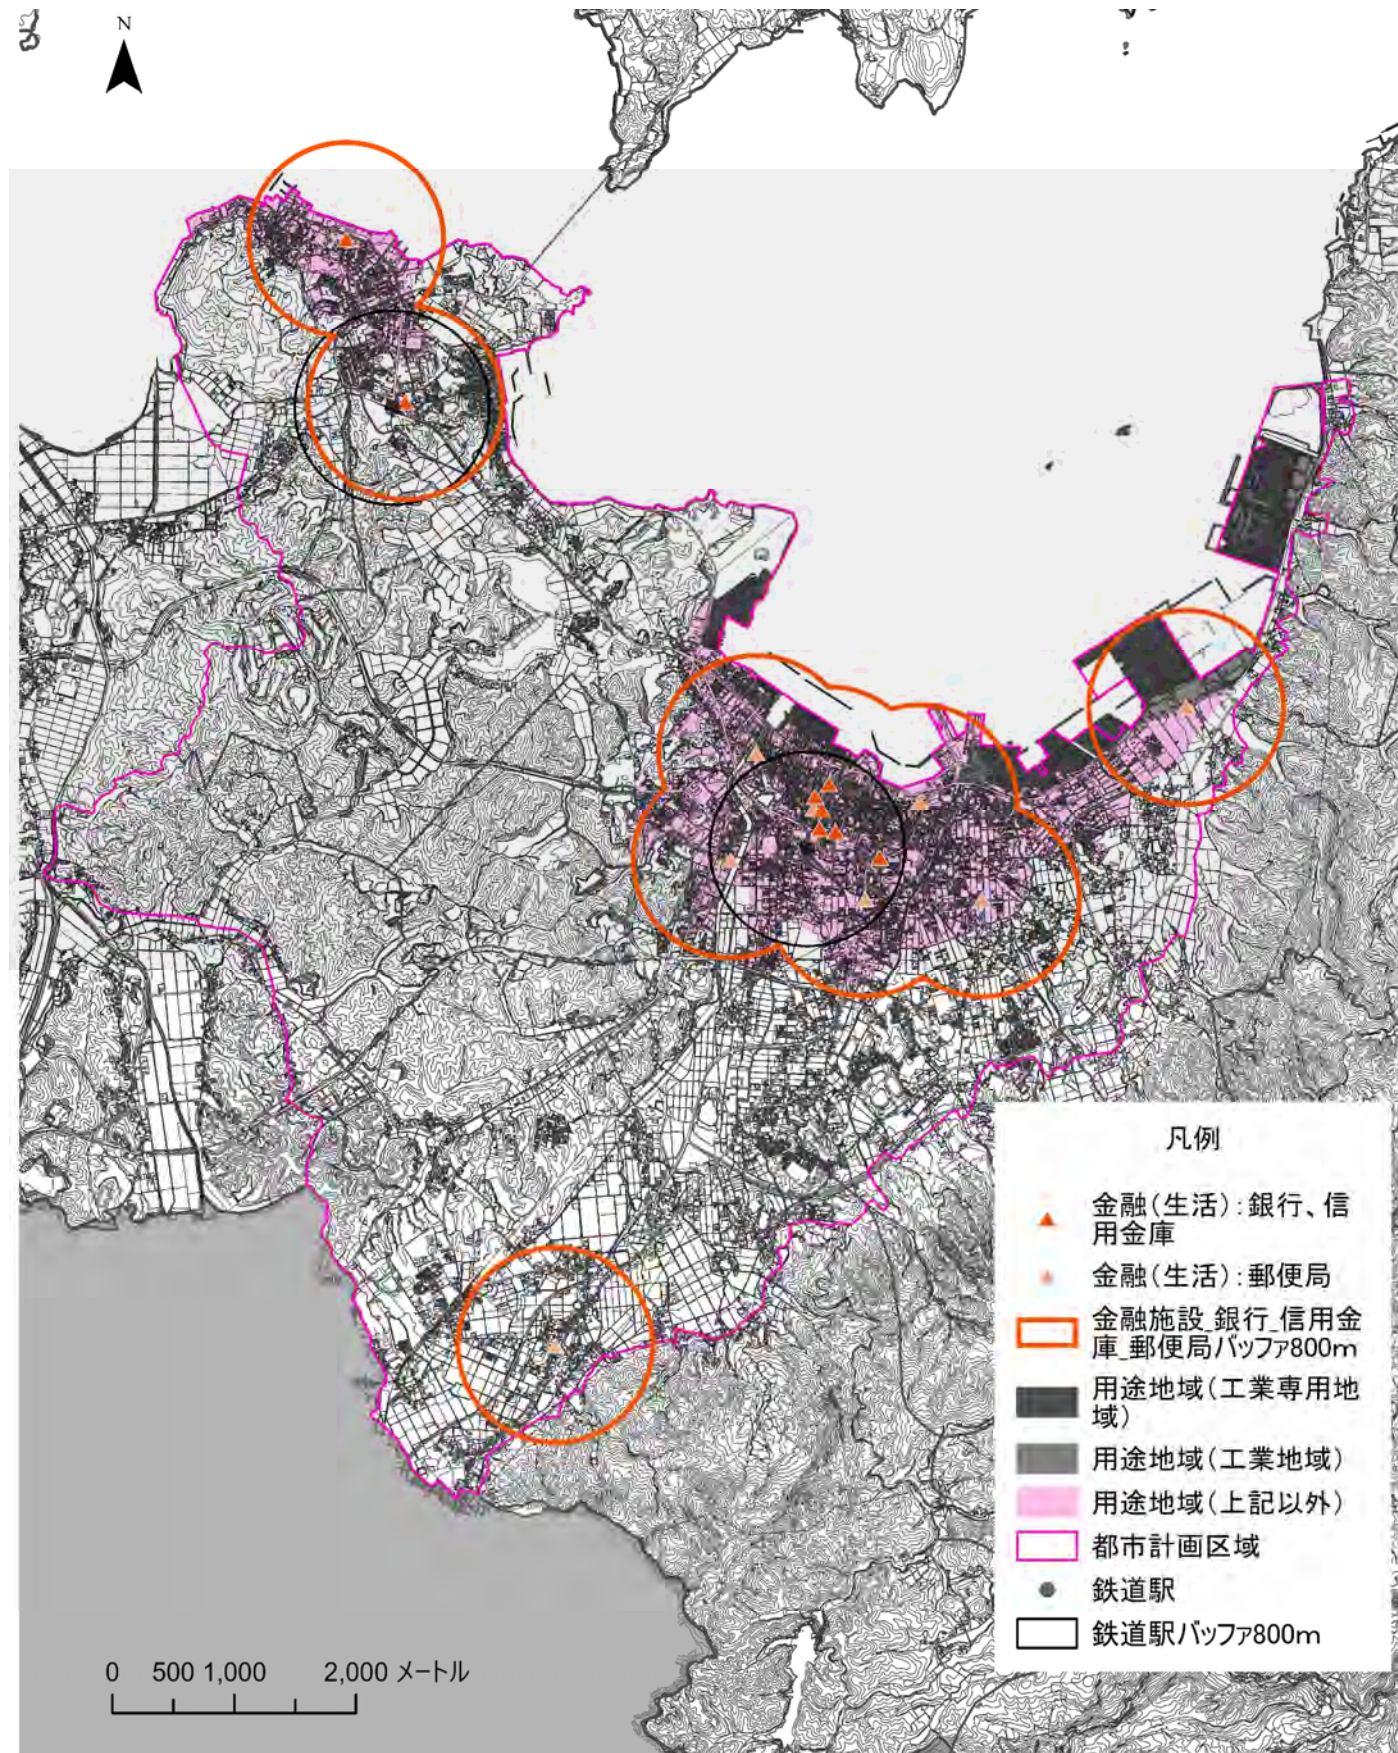 N
凡例
金融(生活):銀行、信
用金庫
金融(生活):郵便局
金融施設_銀行_信用金
庫_郵便局バッファ800m
用途地域(工業専用地
域)
用途地域(工業地域)
用途地域(上記以外)
都市計画区域
鉄道駅
鉄道駅バッファ800m
0 500 1,000 2,000 メートル